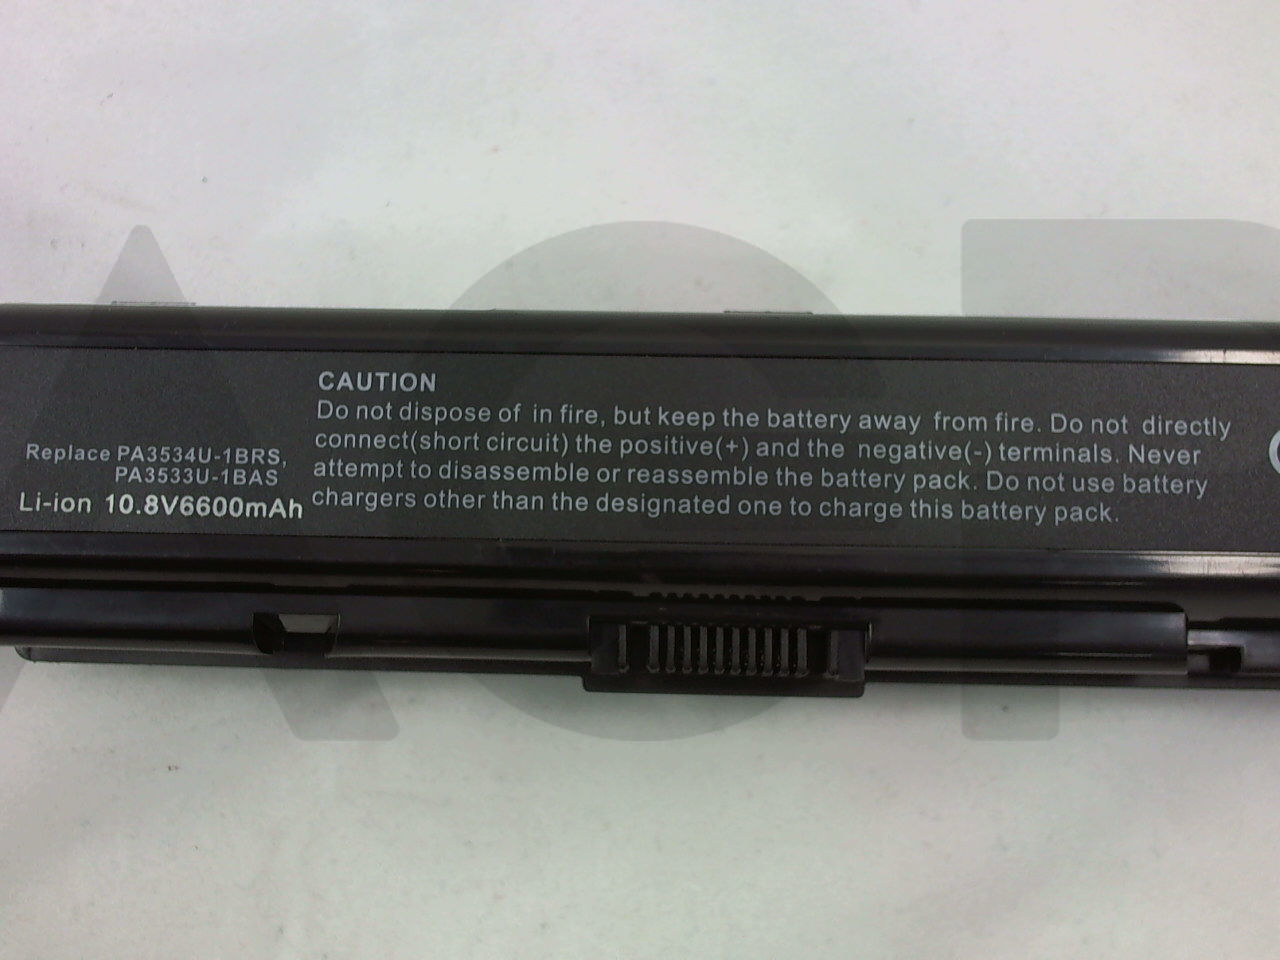 CAUTION
Do not dispose of in fire, but keep the battery away from fire. Do not directly
connect(short circuit) the positive(+) and the negative(-) terminals. Never
attempt to disassemble or reassemble the battery pack. Do not use battery
chargers other than the designated one to charge this battery pack.
Replace PA3534U-1BRS,
PA3533U-1BAS
Li-ion 10.8V6600mAh